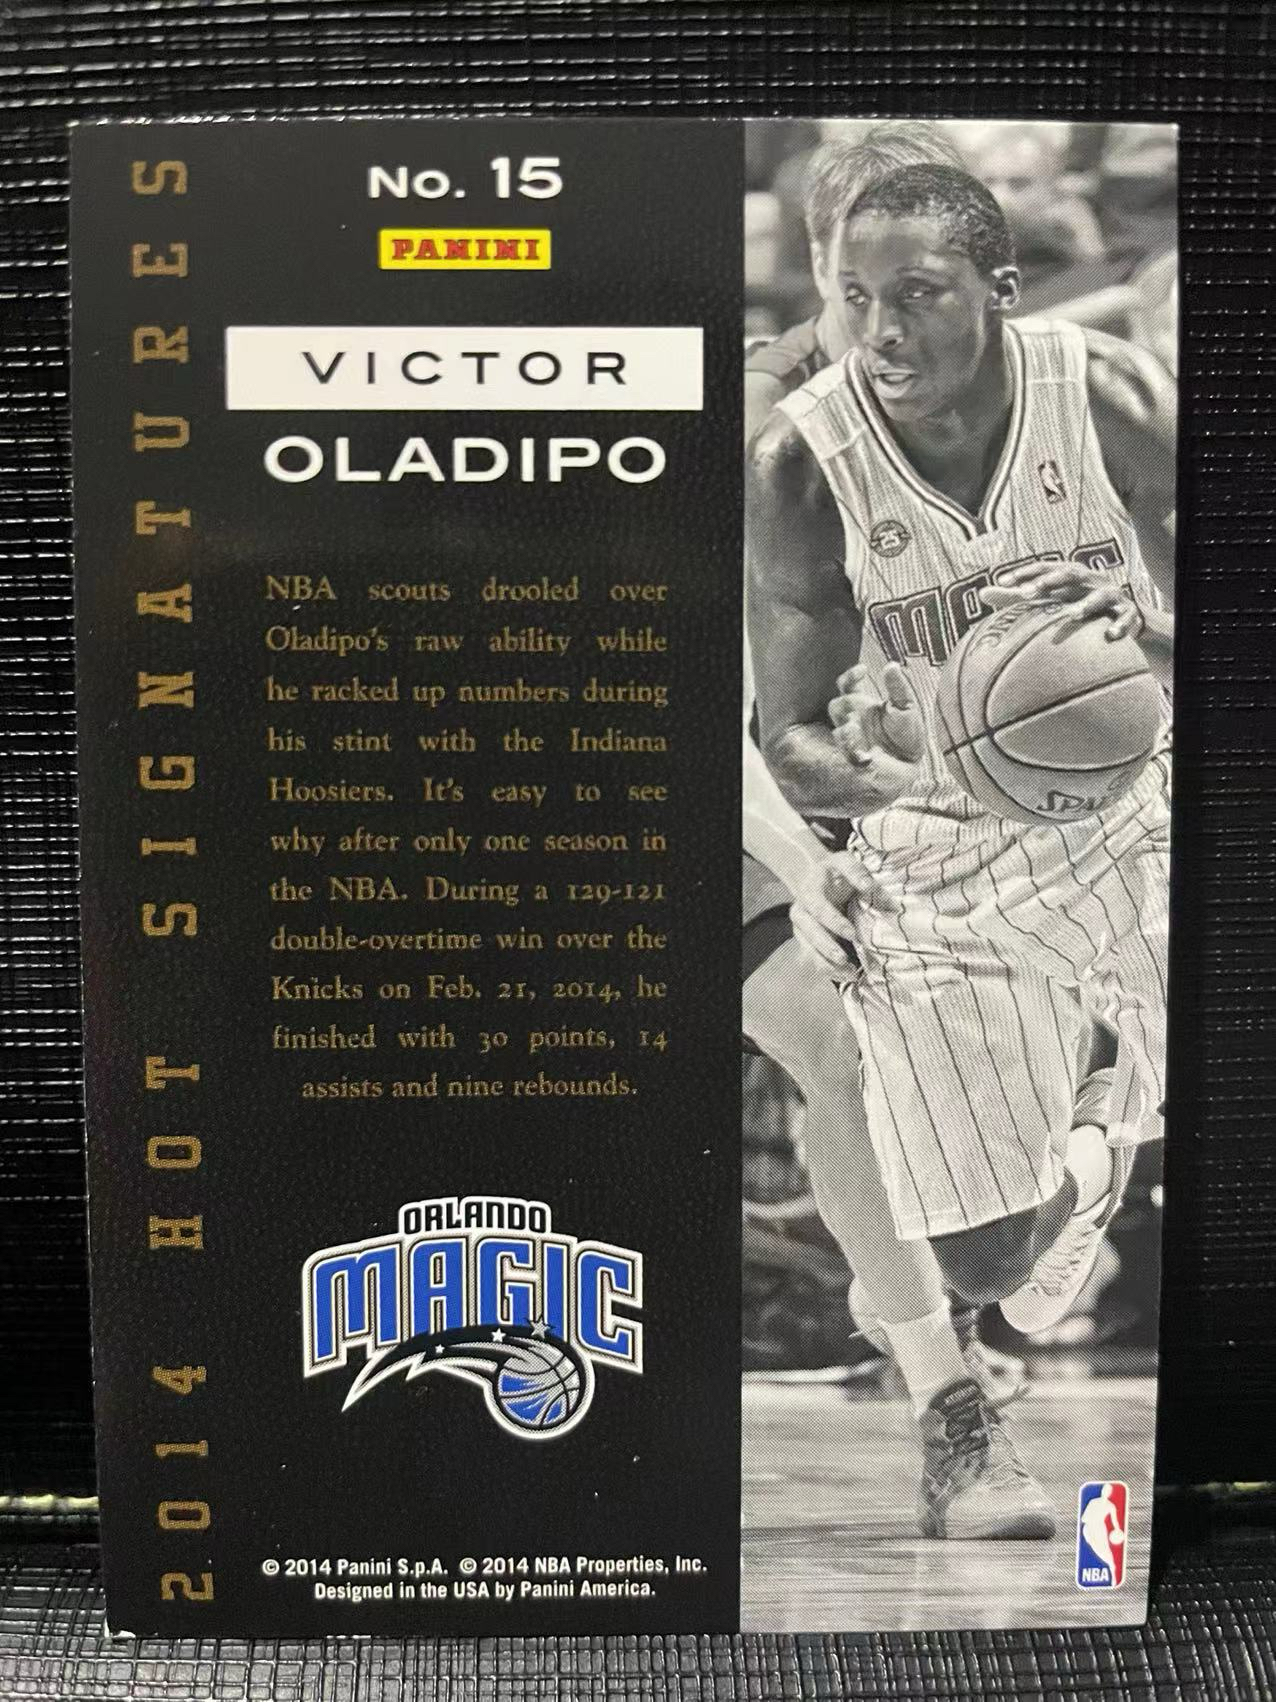 No. 15
PANINI
VICTOR
OLADIPO
NBA scouts drooled over
Oladipo's raw ability while
he racked up numbers during
his stint with the Indiana
Hoosiers. It's easy to see
why after only one season in
the NBA. During a 129-121
double-overtime win over the
Knicks on Feb. 21, 2014, he
finished with 30 points, 14
assists and nine rebounds.
ORLANDO
MAGIC
© 2014 Panini S.p.A. © 2014 NBA Properties, Inc.
Designed in the USA by Panini America.
2014 HOT SIGNATURES
MAGIC
SPA
NBA